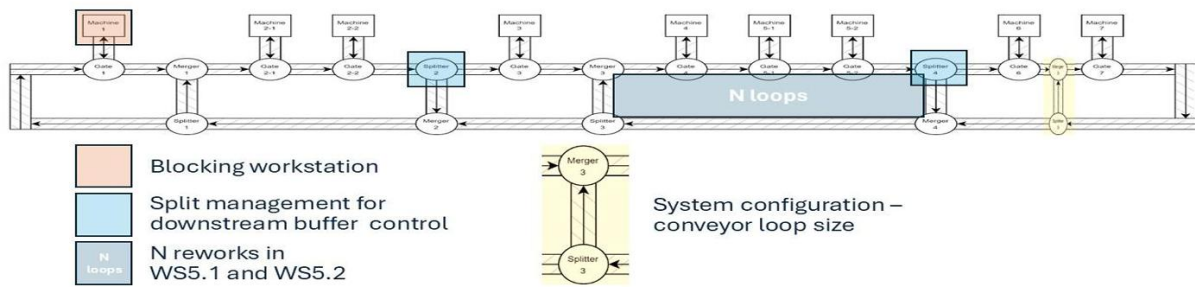 Machine
1
Machine
2-1
Machine
2-2
Machine
3
Machine
4
Machine
5-1
Machine
5-2
Machine
6
Machine
7
Gate
1
Merger
1
Gate
2-1
Gate
2-2
Splitter
2
Gate
3
Merger
3
Gate
Gate
5-1
Gate
5-2
Splitter
4
Gate
6
Gate
7
N loops
Splitter
1
Merger
2
Splitter
3
Merger
4
Blocking workstation
Split management for
downstream buffer control
N
loops
N reworks in
WS5.1 and WS5.2
Merger
3
Splitter
3
System configuration –
conveyor loop size